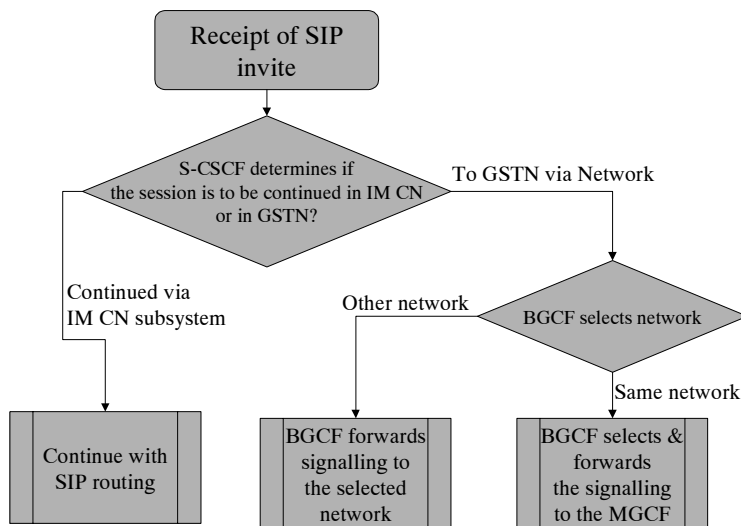 Receipt of SIP
invite
S-CSCF determines if
the session is to be continued in IM CN
or in GSTN?
To GSTN via Network
Continued via
IM CN subsystem
Other network
BGCF selects network
Same network
Continue with
SIP routing
BGCF forwards
signalling to
the selected
network
BGCF selects &
forwards
the signalling
to the MGCF